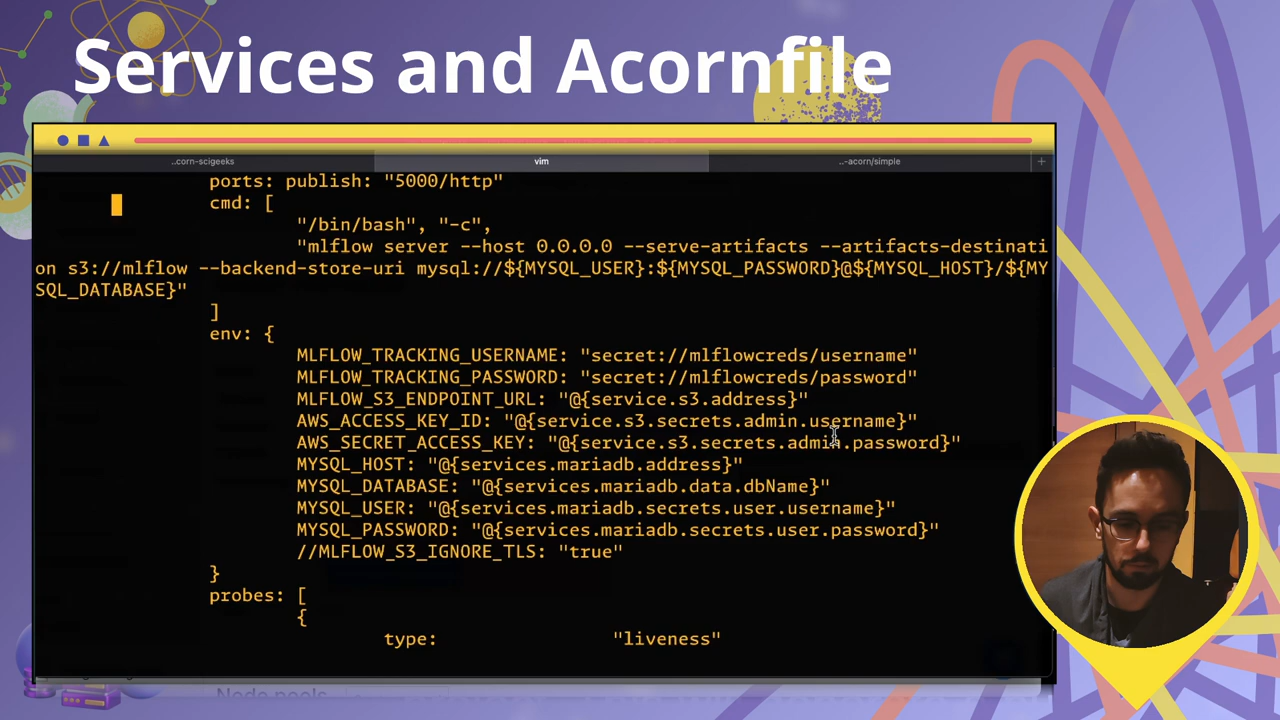 Services and Acornfile
..corn-scigeeks
vim
..-acorn/simple
+
ports: publish: "5000/http"
cmd: [
"/bin/bash", "-c",
"mlflow server --host 0.0.0.0 --serve-artifacts --artifacts-destinati
on s3://mlflow --backend-store-uri mysql://${MYSQL_USER}:${MYSQL_PASSWORD}@${MYSQL_HOST}/${MY
SQL_DATABASE}"
]
env: {
MLFLOW_TRACKING_USERNAME: "secret://mlflowcreds/username"
MLFLOW_TRACKING_PASSWORD: "secret://mlflowcreds/password"
MLFLOW_S3_ENDPOINT_URL: "@{service.s3.address}"
AWS_ACCESS_KEY_ID: "@{service.s3.secrets.admin.username}"
AWS_SECRET_ACCESS_KEY: "@{service.s3.secrets.admin.password}"
MYSQL_HOST: "@{services.mariadb.address}"
MYSQL_DATABASE: "@{services.mariadb.data.dbName}"
MYSQL_USER: "@{services.mariadb.secrets.user.username}"
MYSQL_PASSWORD: "@{services.mariadb.secrets.user.password}"
//MLFLOW_S3_IGNORE_TLS: "true"
}
probes: [
{
type: "liveness"
Node pools